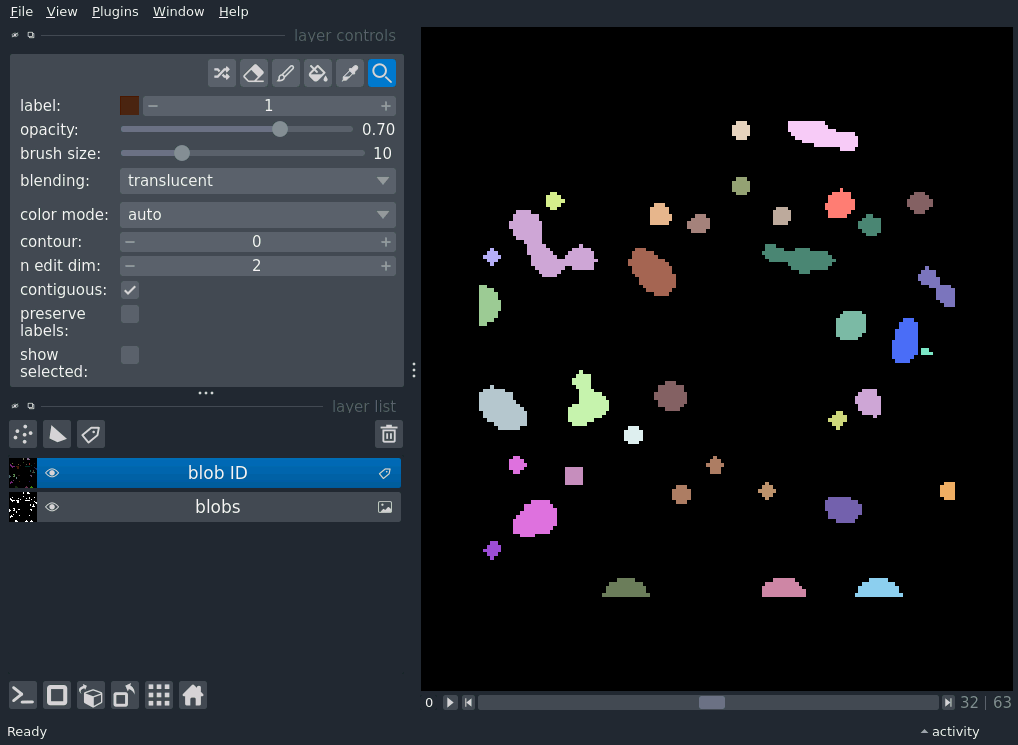 File View Plugins Window Help
layer controls
label: 1
opacity: 0.70
brush size: 10
blending: translucent
color mode: auto
contour: 0
n edit dim: 2
contiguous:
preserve
labels:
show
selected:
layer list
blob ID
blobs
0 32 | 63
Ready activity